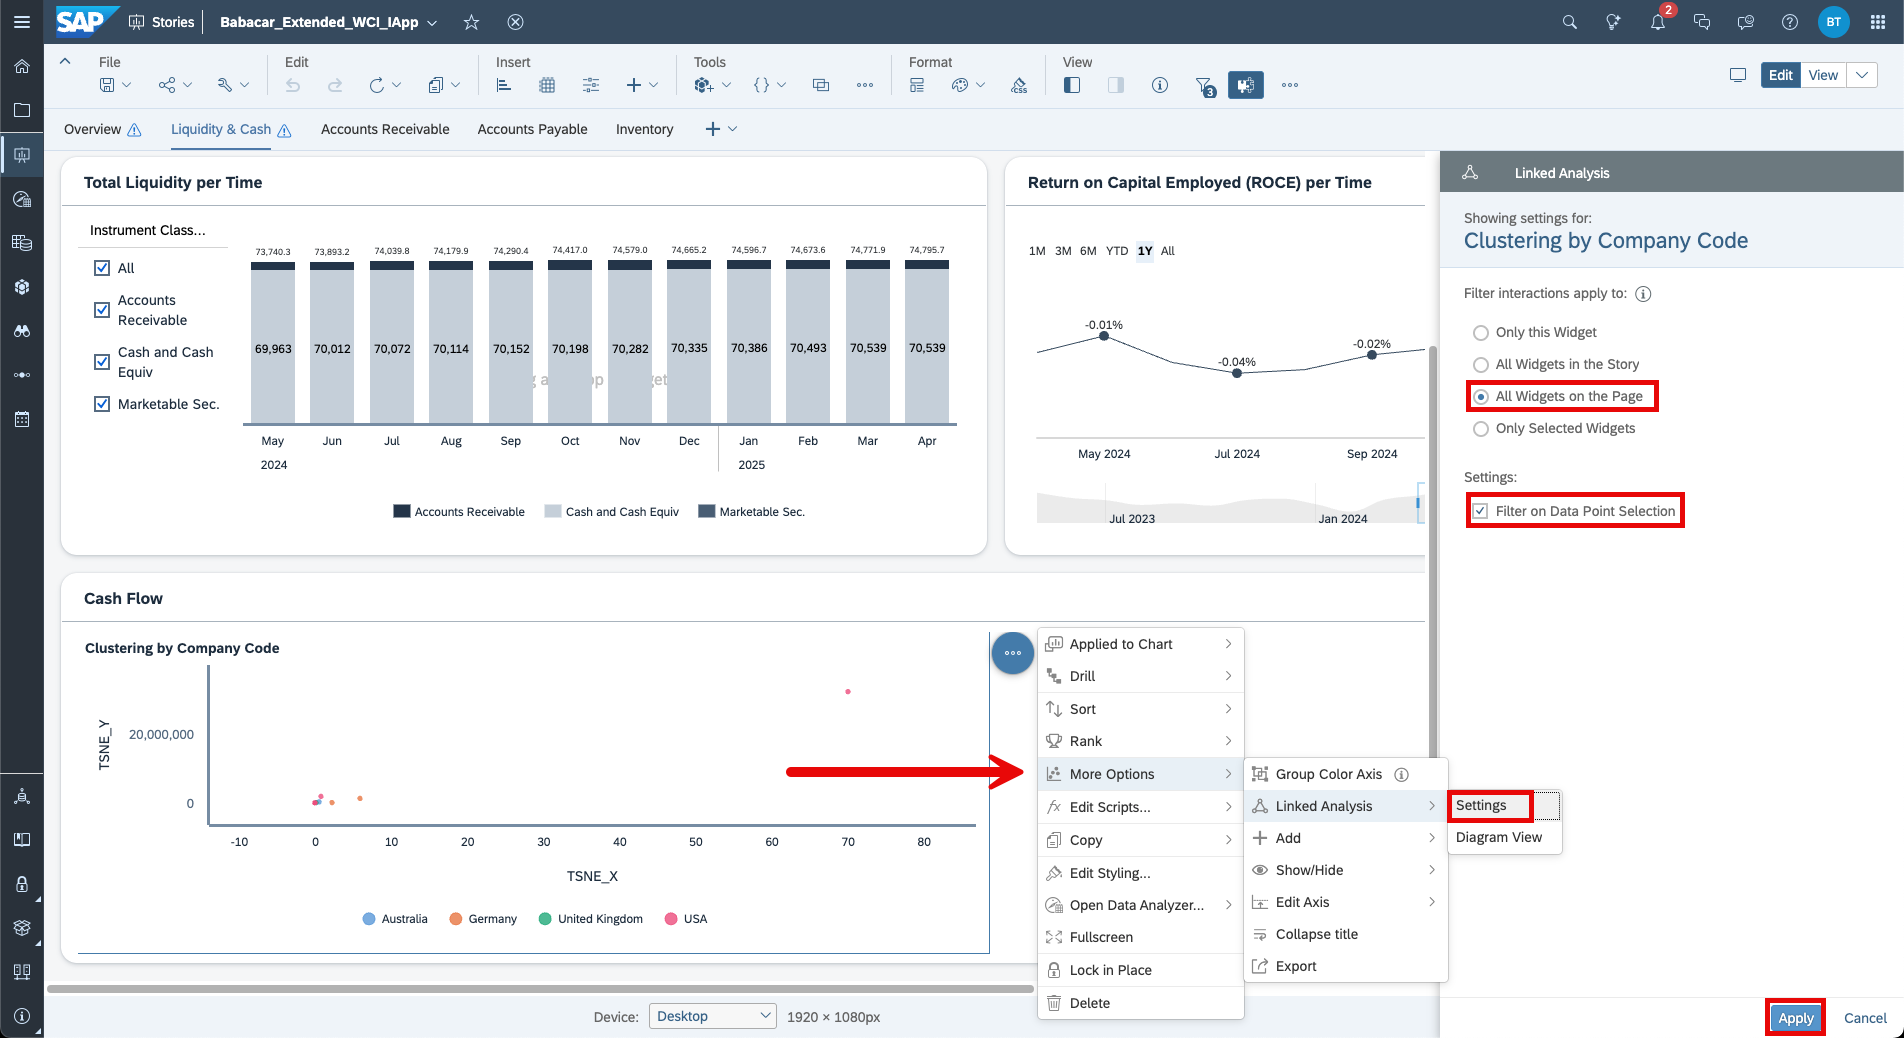 SAP
Stories
Babacar_Extended_WCI_IApp
2
BT
File
Edit
Insert
Tools
Format
View
CSS
3
Edit
View
Overview
Liquidity & Cash
Accounts Receivable
Accounts Payable
Inventory
Total Liquidity per Time
Instrument Class...
All
Accounts
Receivable
Cash and Cash
Equiv
Marketable Sec.
73,740.3 73,893.2 74,039.8 74,179.9 74,290.4 74,417.0 74,579.0 74,665.2 74,596.7 74,673.6 74,771.9 74,795.7
69,963 70,012 70,072 70,114 70,152 70,198 70,282 70,335 70,386 70,493 70,539 70,539
May Jun Jul Aug Sep Oct Nov Dec Jan Feb Mar Apr
2024 2025
Accounts Receivable Cash and Cash Equiv Marketable Sec.
Return on Capital Employed (ROCE) per Time
1M 3M 6M YTD 1Y All
-0.01%
-0.04%
-0.02%
May 2024 Jul 2024 Sep 2024
Jul 2023 Jan 2024
Cash Flow
Clustering by Company Code
TSNE_Y
20,000,000
0
-10 0 10 20 30 40 50 60 70 80
TSNE_X
Australia Germany United Kingdom USA
Applied to Chart
Drill
Sort
Rank
More Options
Edit Scripts...
Copy
Edit Styling...
Open Data Analyzer...
Fullscreen
Lock in Place
Delete
Group Color Axis
Linked Analysis
Add
Show/Hide
Edit Axis
Collapse title
Export
Settings
Diagram View
Linked Analysis
Showing settings for:
Clustering by Company Code
Filter interactions apply to:
Only this Widget
All Widgets in the Story
All Widgets on the Page
Only Selected Widgets
Settings:
Filter on Data Point Selection
Apply
Cancel
Device:
Desktop
1920 × 1080px